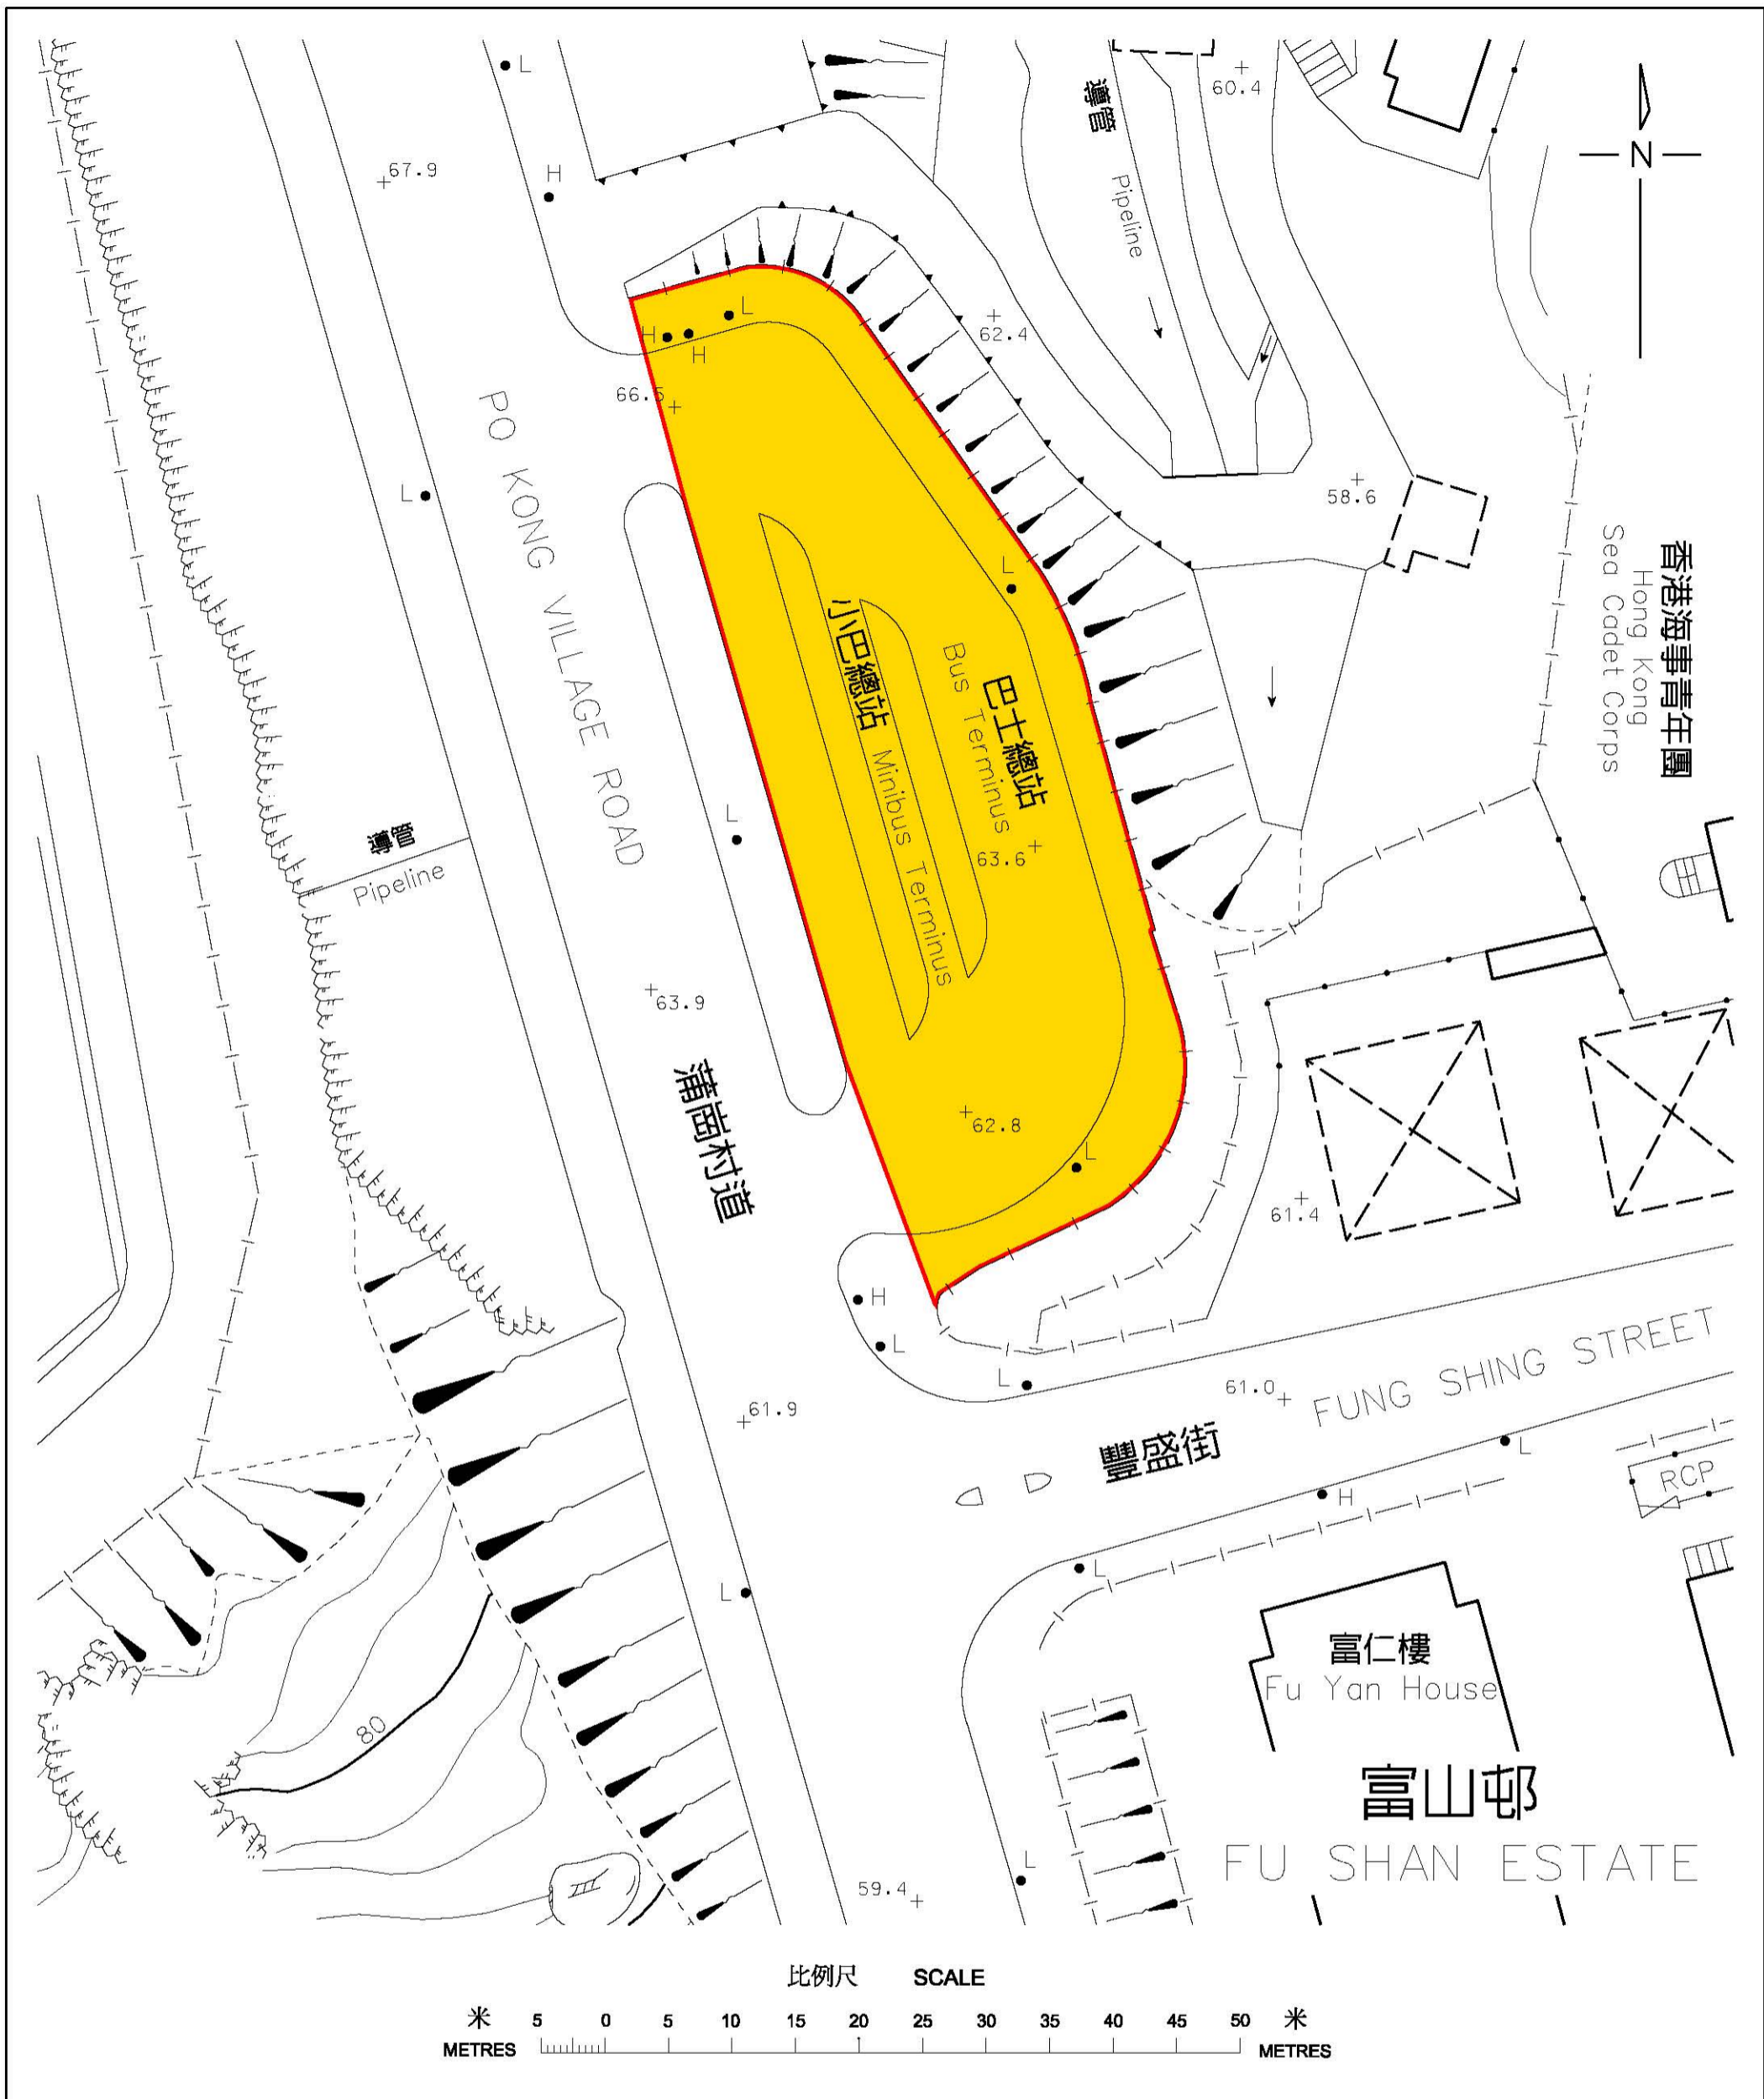 L
67.9
H
導管
Pipeline
60.4
N
62.4
L
H
H
66.5
PO KONG VILLAGE ROAD
L
58.6
香港海事青年團
Hong Kong
Sea Cadet Corps
L
小巴總站 Minibus Terminus
巴士總站
Bus Terminus
63.6
L
導管
Pipeline
63.9
蒲崗村道
62.8
L
61.4
H
L
L
61.0
FUNG SHING STREET
豐盛街
61.9
L
H
RCP
L
L
富仁樓
Fu Yan House
80
富山邨
FU SHAN ESTATE
L
59.4
比例尺 SCALE
米 5 0 5 10 15 20 25 30 35 40 45 50 米
METRES METRES